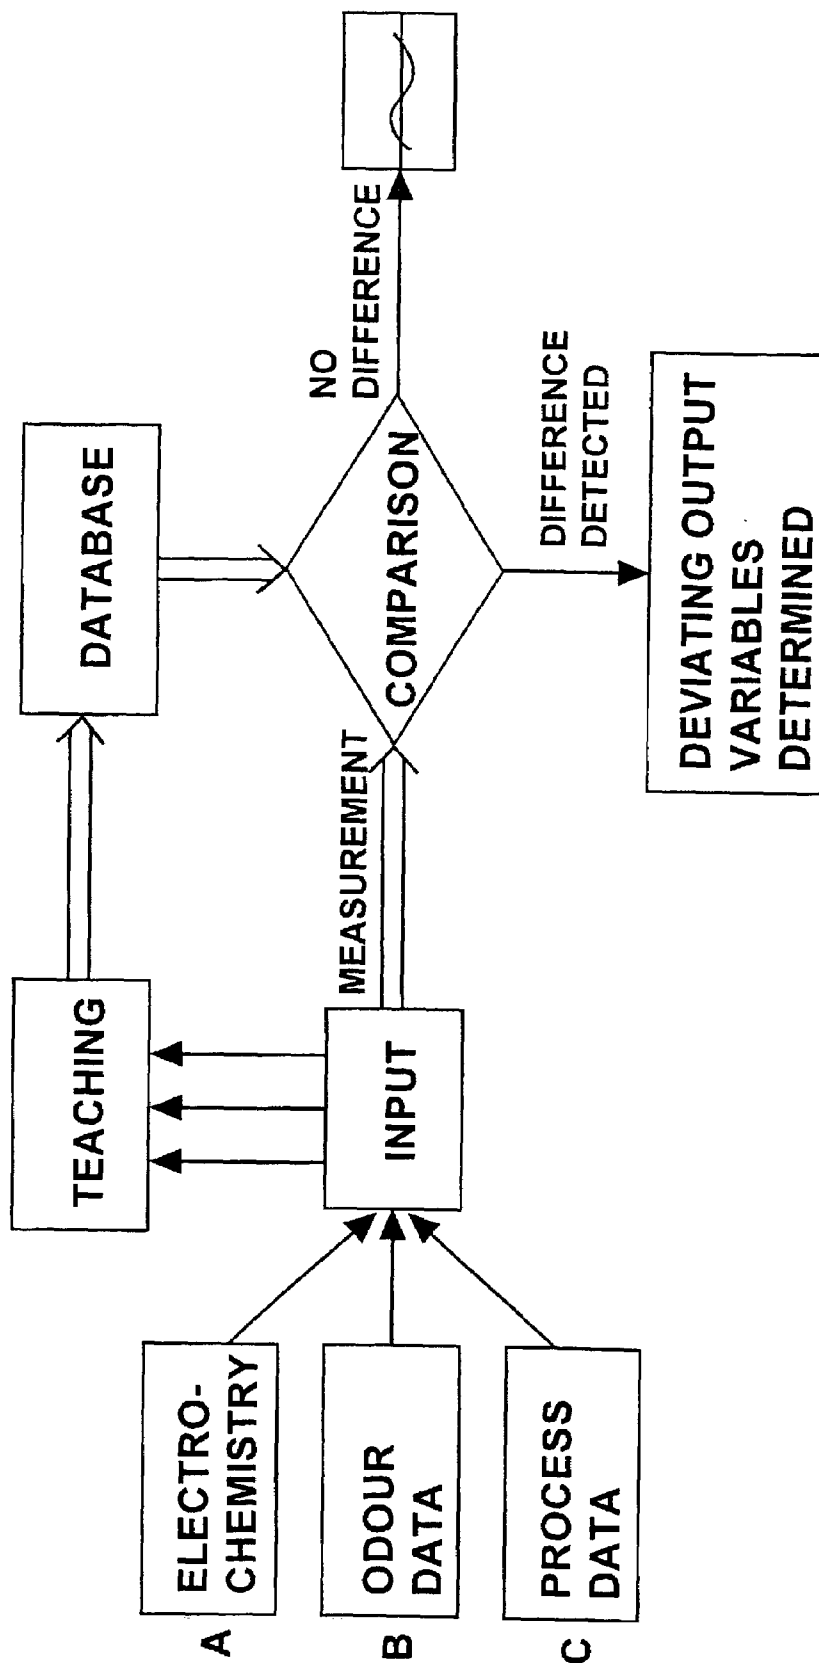 A
ELECTRO-
CHEMISTRY
B
ODOUR
DATA
C
PROCESS
DATA
INPUT
TEACHING
DATABASE
MEASUREMENT
COMPARISON
NO
DIFFERENCE
DIFFERENCE
DETECTED
DEVIATING OUTPUT
VARIABLES
DETERMINED